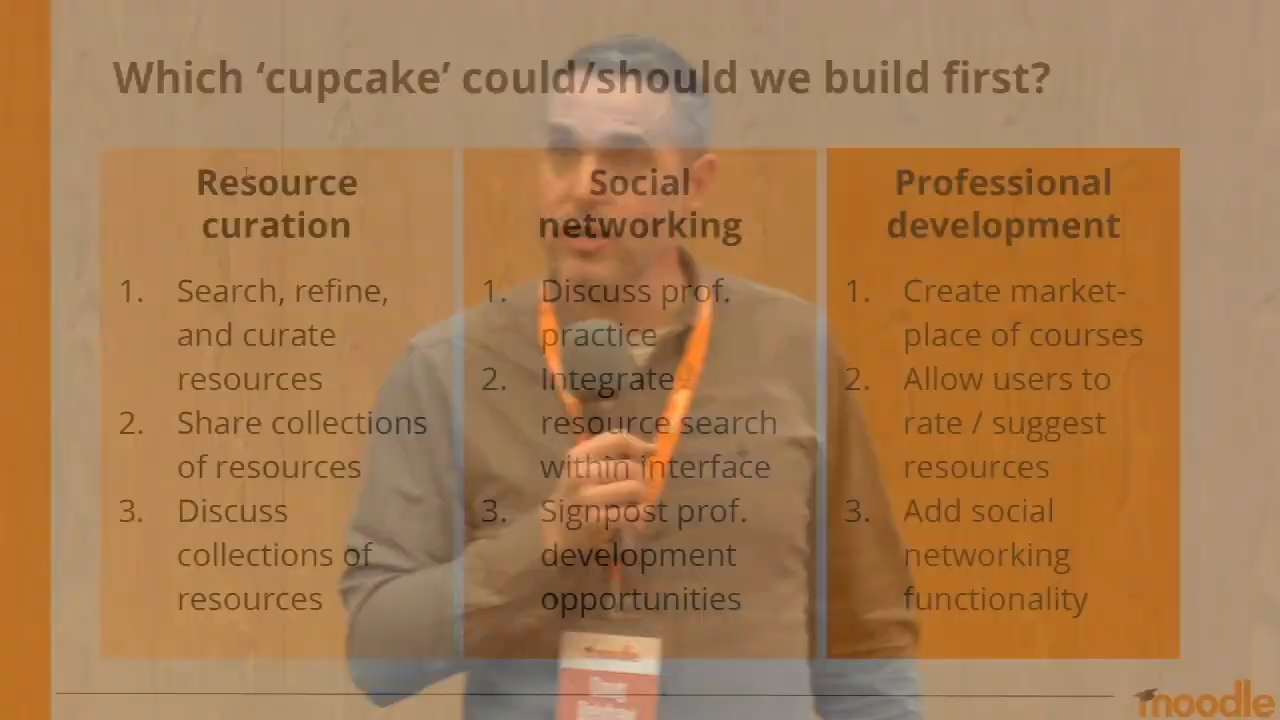 Which ‘cupcake’ could/should we build first?
Resource
curation
1. Search, refine,
and curate
resources
2. Share collections
of resources
3. Discuss
collections of
resources
Social
networking
1. Discuss prof.
practice
2. Integrate
resource search
within interface
3. Signpost prof.
development
opportunities
Professional
development
1. Create market-
place of courses
2. Allow users to
rate / suggest
resources
3. Add social
networking
functionality
moodle
moodle